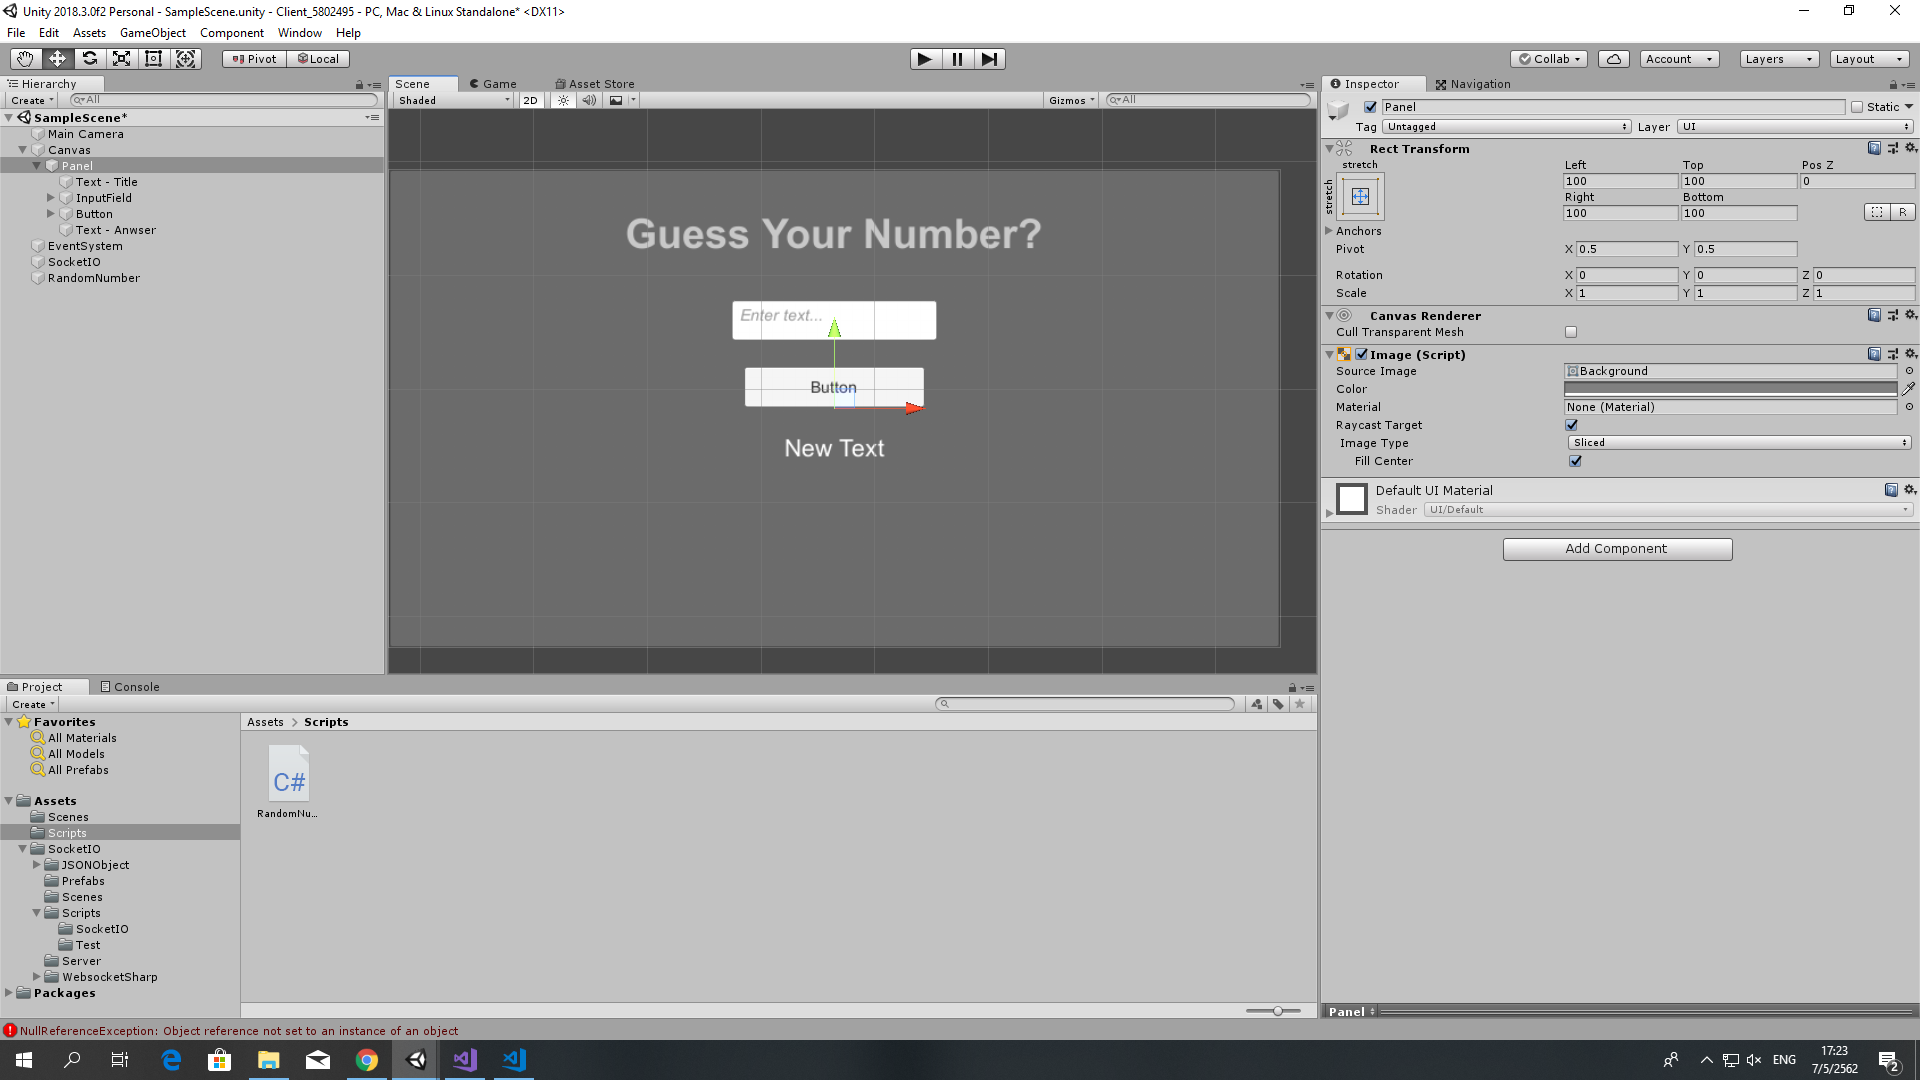 Unity 2018.3.0f2 Personal - SampleScene.unity - Client_5802495 - PC, Mac & Linux Standalone* <DX11>
File Edit Assets GameObject Component Window Help
Pivot Local Collab Account Layers Layout
Hierarchy
Create All
SampleScene*
Main Camera
Canvas
Panel
Text - Title
InputField
Button
Text - Anwser
EventSystem
SocketIO
RandomNumber
Scene Game Asset Store
Shaded 2D Gizmos All
Guess Your Number?
Enter text...
Button
New Text
Inspector Navigation
Panel Static
Tag Untagged Layer UI
Rect Transform
stretch
stretch
Left Top Pos Z
100 100 0
Right Bottom
100 100 R
Anchors
Pivot X 0.5 Y 0.5
Rotation X 0 Y 0 Z 0
Scale X 1 Y 1 Z 1
Canvas Renderer
Cull Transparent Mesh
Image (Script)
Source Image Background
Color
Material None (Material)
Raycast Target
Image Type Sliced
Fill Center
Default UI Material
Shader UI/Default
Add Component
Panel
Project Console
Create
Favorites
All Materials
All Models
All Prefabs
Assets
Scenes
Scripts
SocketIO
JSONObject
Prefabs
Scenes
Scripts
SocketIO
Test
Server
WebsocketSharp
Packages
Assets > Scripts
C#
RandomNu...
NullReferenceException: Object reference not set to an instance of an object
ENG
17:23
7/5/2562
2